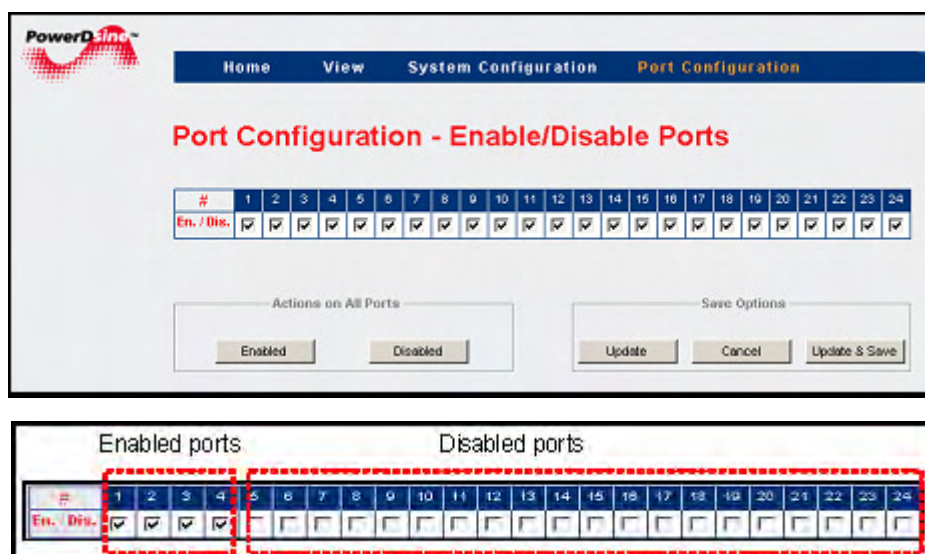 PowerDsine™
Home View System Configuration Port Configuration
Port Configuration - Enable/Disable Ports
# 1 2 3 4 5 6 7 8 9 10 11 12 13 14 15 16 17 18 19 20 21 22 23 24
En. / Dis.
Actions on All Ports
Enabled Disabled
Save Options
Update Cancel Update & Save
Enabled ports Disabled ports
# 1 2 3 4 5 6 7 8 9 10 11 12 13 14 15 16 17 18 19 20 21 22 23 24
En. / Dis.